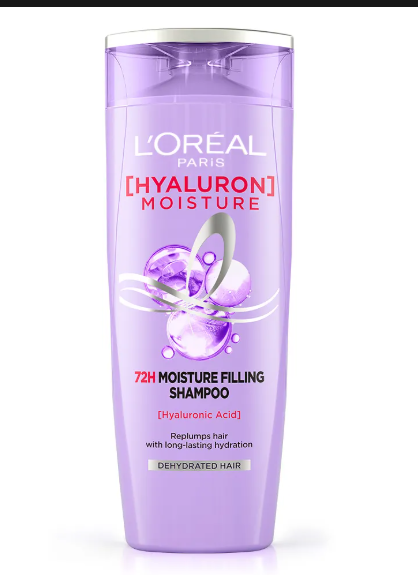 L'ORÉAL
PARIS
[HYALURON]
MOISTURE
72H MOISTURE FILLING
SHAMPOO
[Hyaluronic Acid]
Replumps hair
with long-lasting hydration
DEHYDRATED HAIR